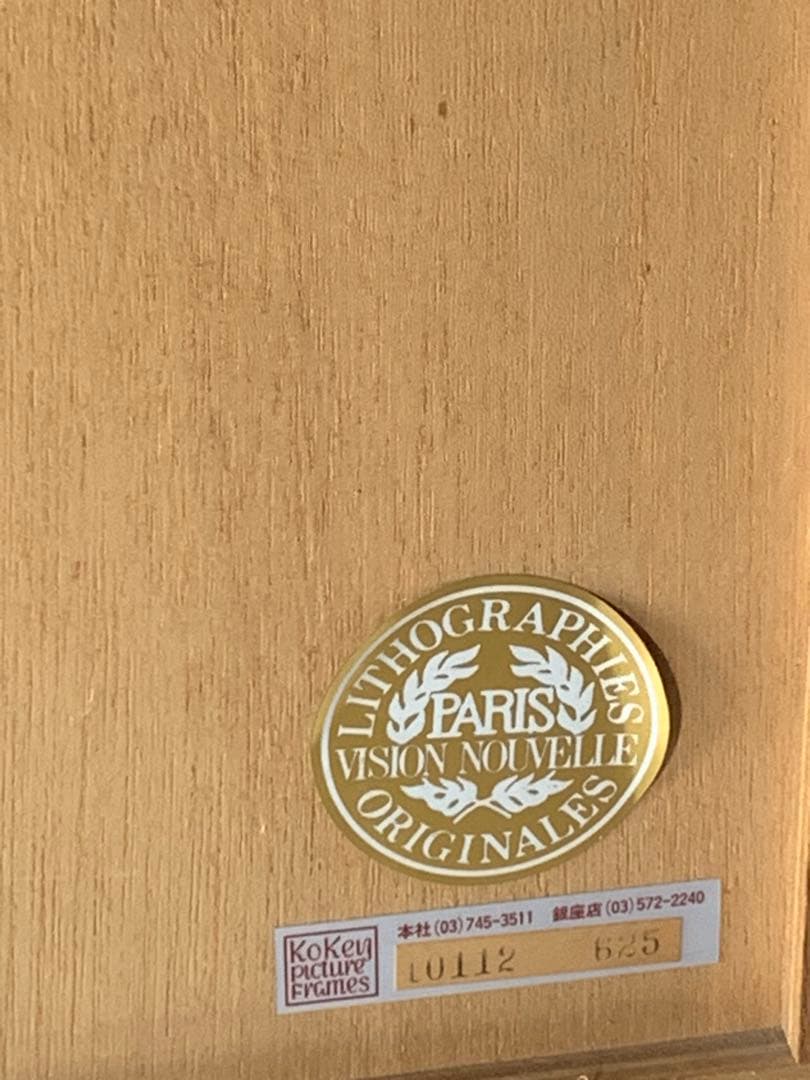 LITHOGRAPHIES
PARIS
VISION NOUVELLE
ORIGINALES
本社(03)745-3511 銀座店(03)572-2240
KoKen
picture
Frames
10112 625